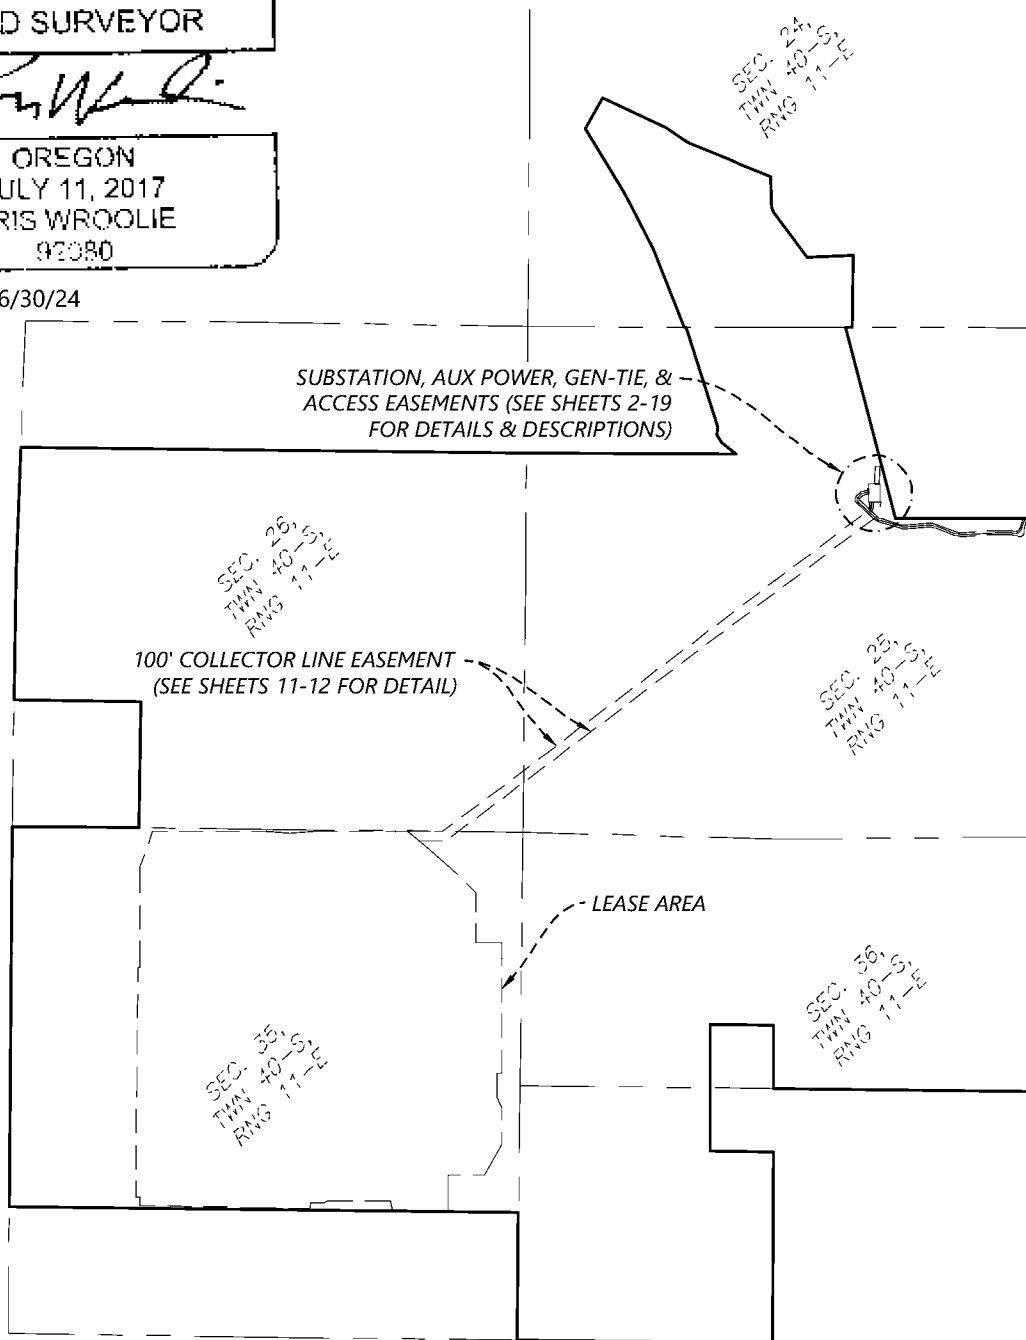 D SURVEYOR
OREGON
ULY 11, 2017
RIS WROOLIE
92080
6/30/24
SEC. 24,
TWN 40-S,
RNG 11-E
SUBSTATION, AUX POWER, GEN-TIE, &
ACCESS EASEMENTS (SEE SHEETS 2-19
FOR DETAILS & DESCRIPTIONS)
SEC. 26,
TWN 40-S,
RNG 11-E
100' COLLECTOR LINE EASEMENT
(SEE SHEETS 11-12 FOR DETAIL)
SEC. 25,
TWN 40-S,
RNG 11-E
LEASE AREA
SEC. 36,
TWN 40-S,
RNG 11-E
SEC. 35,
TWN 40-S,
RNG 11-E